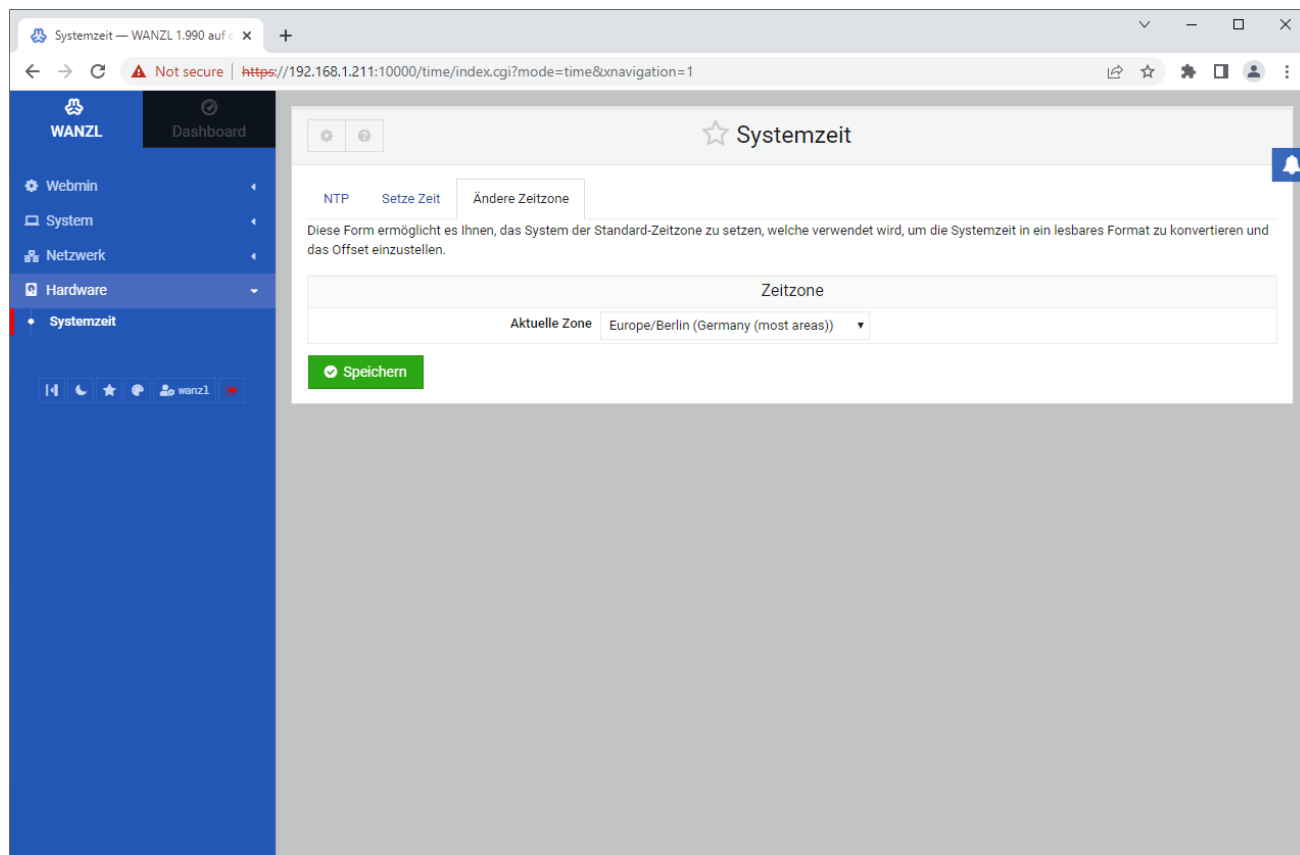 Systemzeit — WANZL 1.990 auf
Not secure | https://192.168.1.211:10000/time/index.cgi?mode=time&xnavigation=1
WANZL
Dashboard
Webmin
System
Netzwerk
Hardware
Systemzeit
wanzl
Systemzeit
NTP Setze Zeit Ändere Zeitzone
Diese Form ermöglicht es Ihnen, das System der Standard-Zeitzone zu setzen, welche verwendet wird, um die Systemzeit in ein lesbares Format zu konvertieren und
das Offset einzustellen.
Zeitzone
Aktuelle Zone Europe/Berlin (Germany (most areas))
Speichern